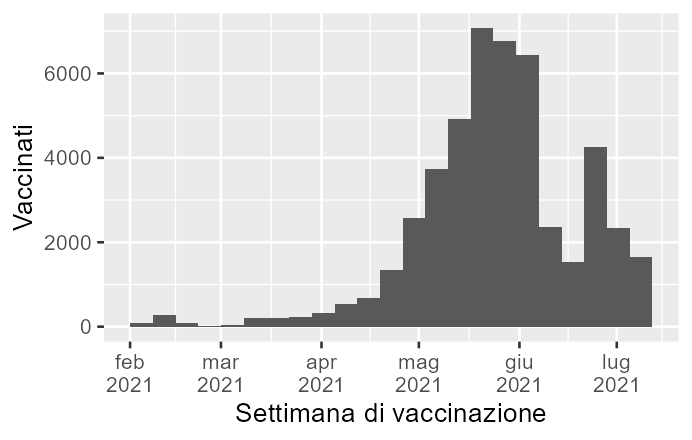 Vaccinati
6000
4000
2000
0
feb mar apr mag giu lug
2021 2021 2021 2021 2021 2021
Settimana di vaccinazione